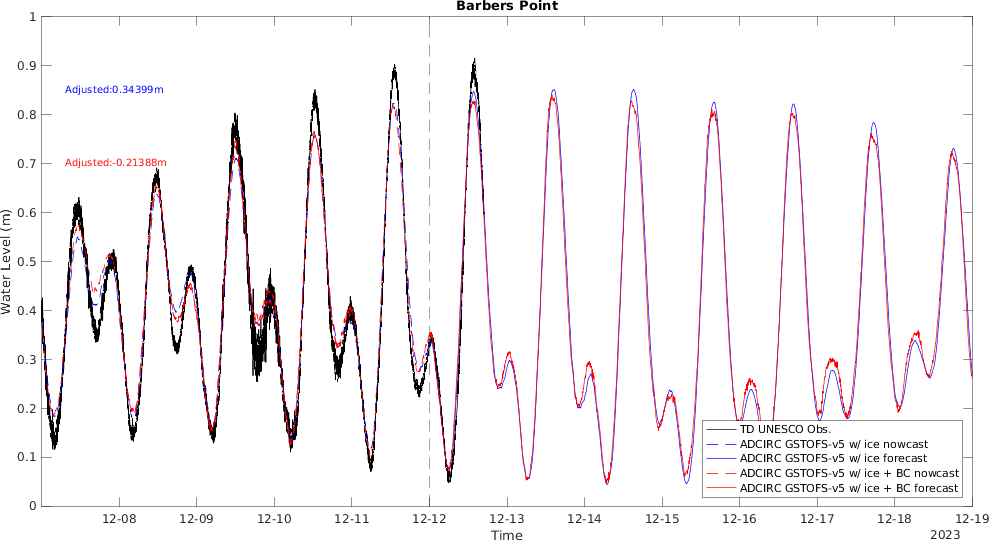 Barbers Point
1
0.9
0.8
0.7
0.6
0.5
0.4
0.3
0.2
0.1
0
Water Level (m)
Adjusted:0.34399m
Adjusted:-0.21388m
TD UNESCO Obs.
ADCIRC GSTOFS-v5 w/ ice nowcast
ADCIRC GSTOFS-v5 w/ ice forecast
ADCIRC GSTOFS-v5 w/ ice + BC nowcast
ADCIRC GSTOFS-v5 w/ ice + BC forecast
12-08 12-09 12-10 12-11 12-12 12-13 12-14 12-15 12-16 12-17 12-18 12-19
Time
2023